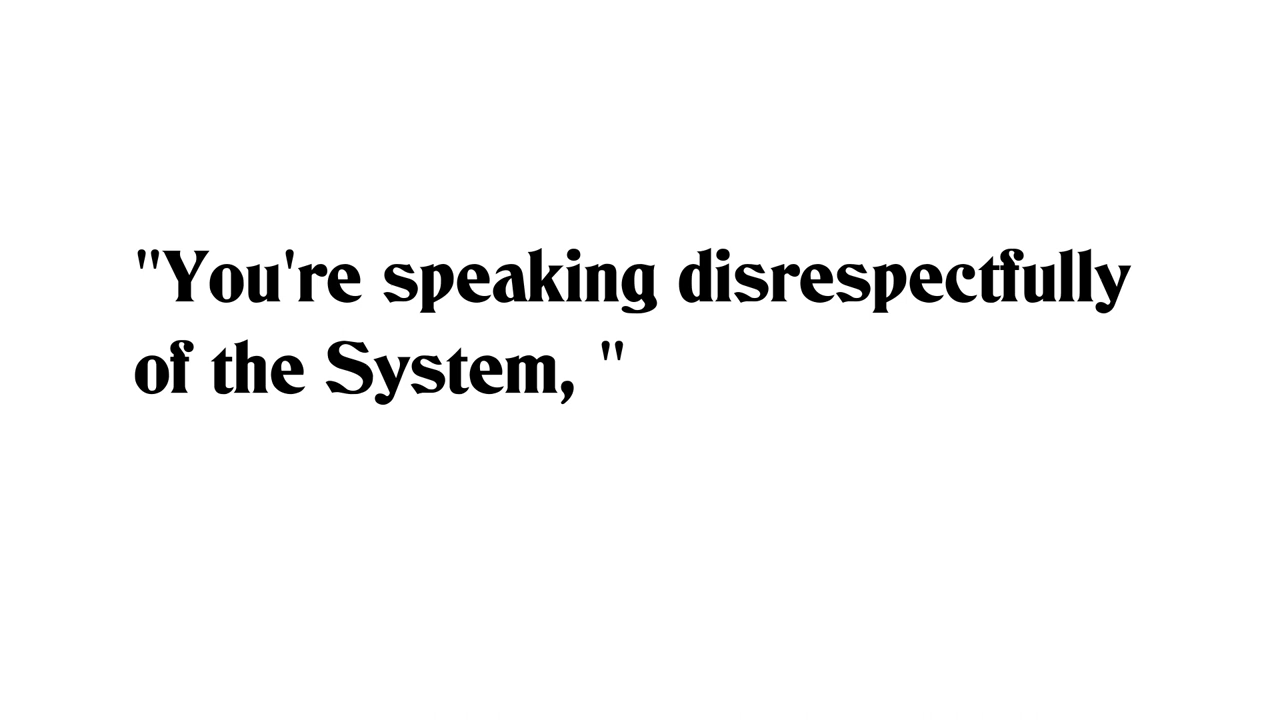 "You're speaking disrespectfully
of the System, "